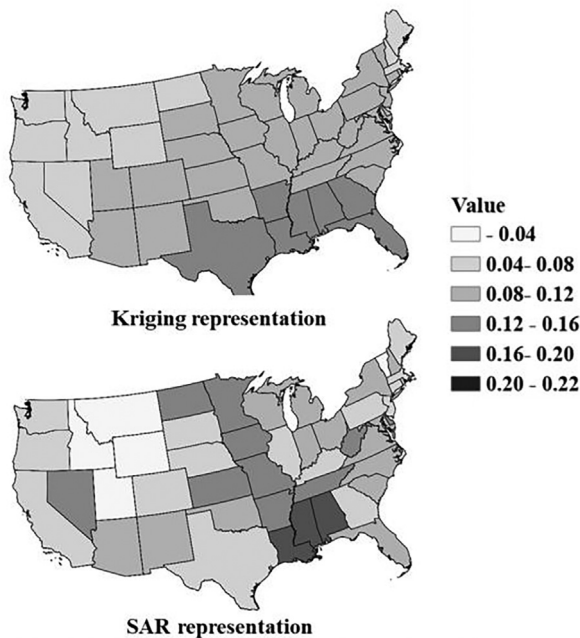 Kriging representation
Value
- 0.04
0.04- 0.08
0.08- 0.12
0.12 - 0.16
0.16- 0.20
0.20 - 0.22
SAR representation